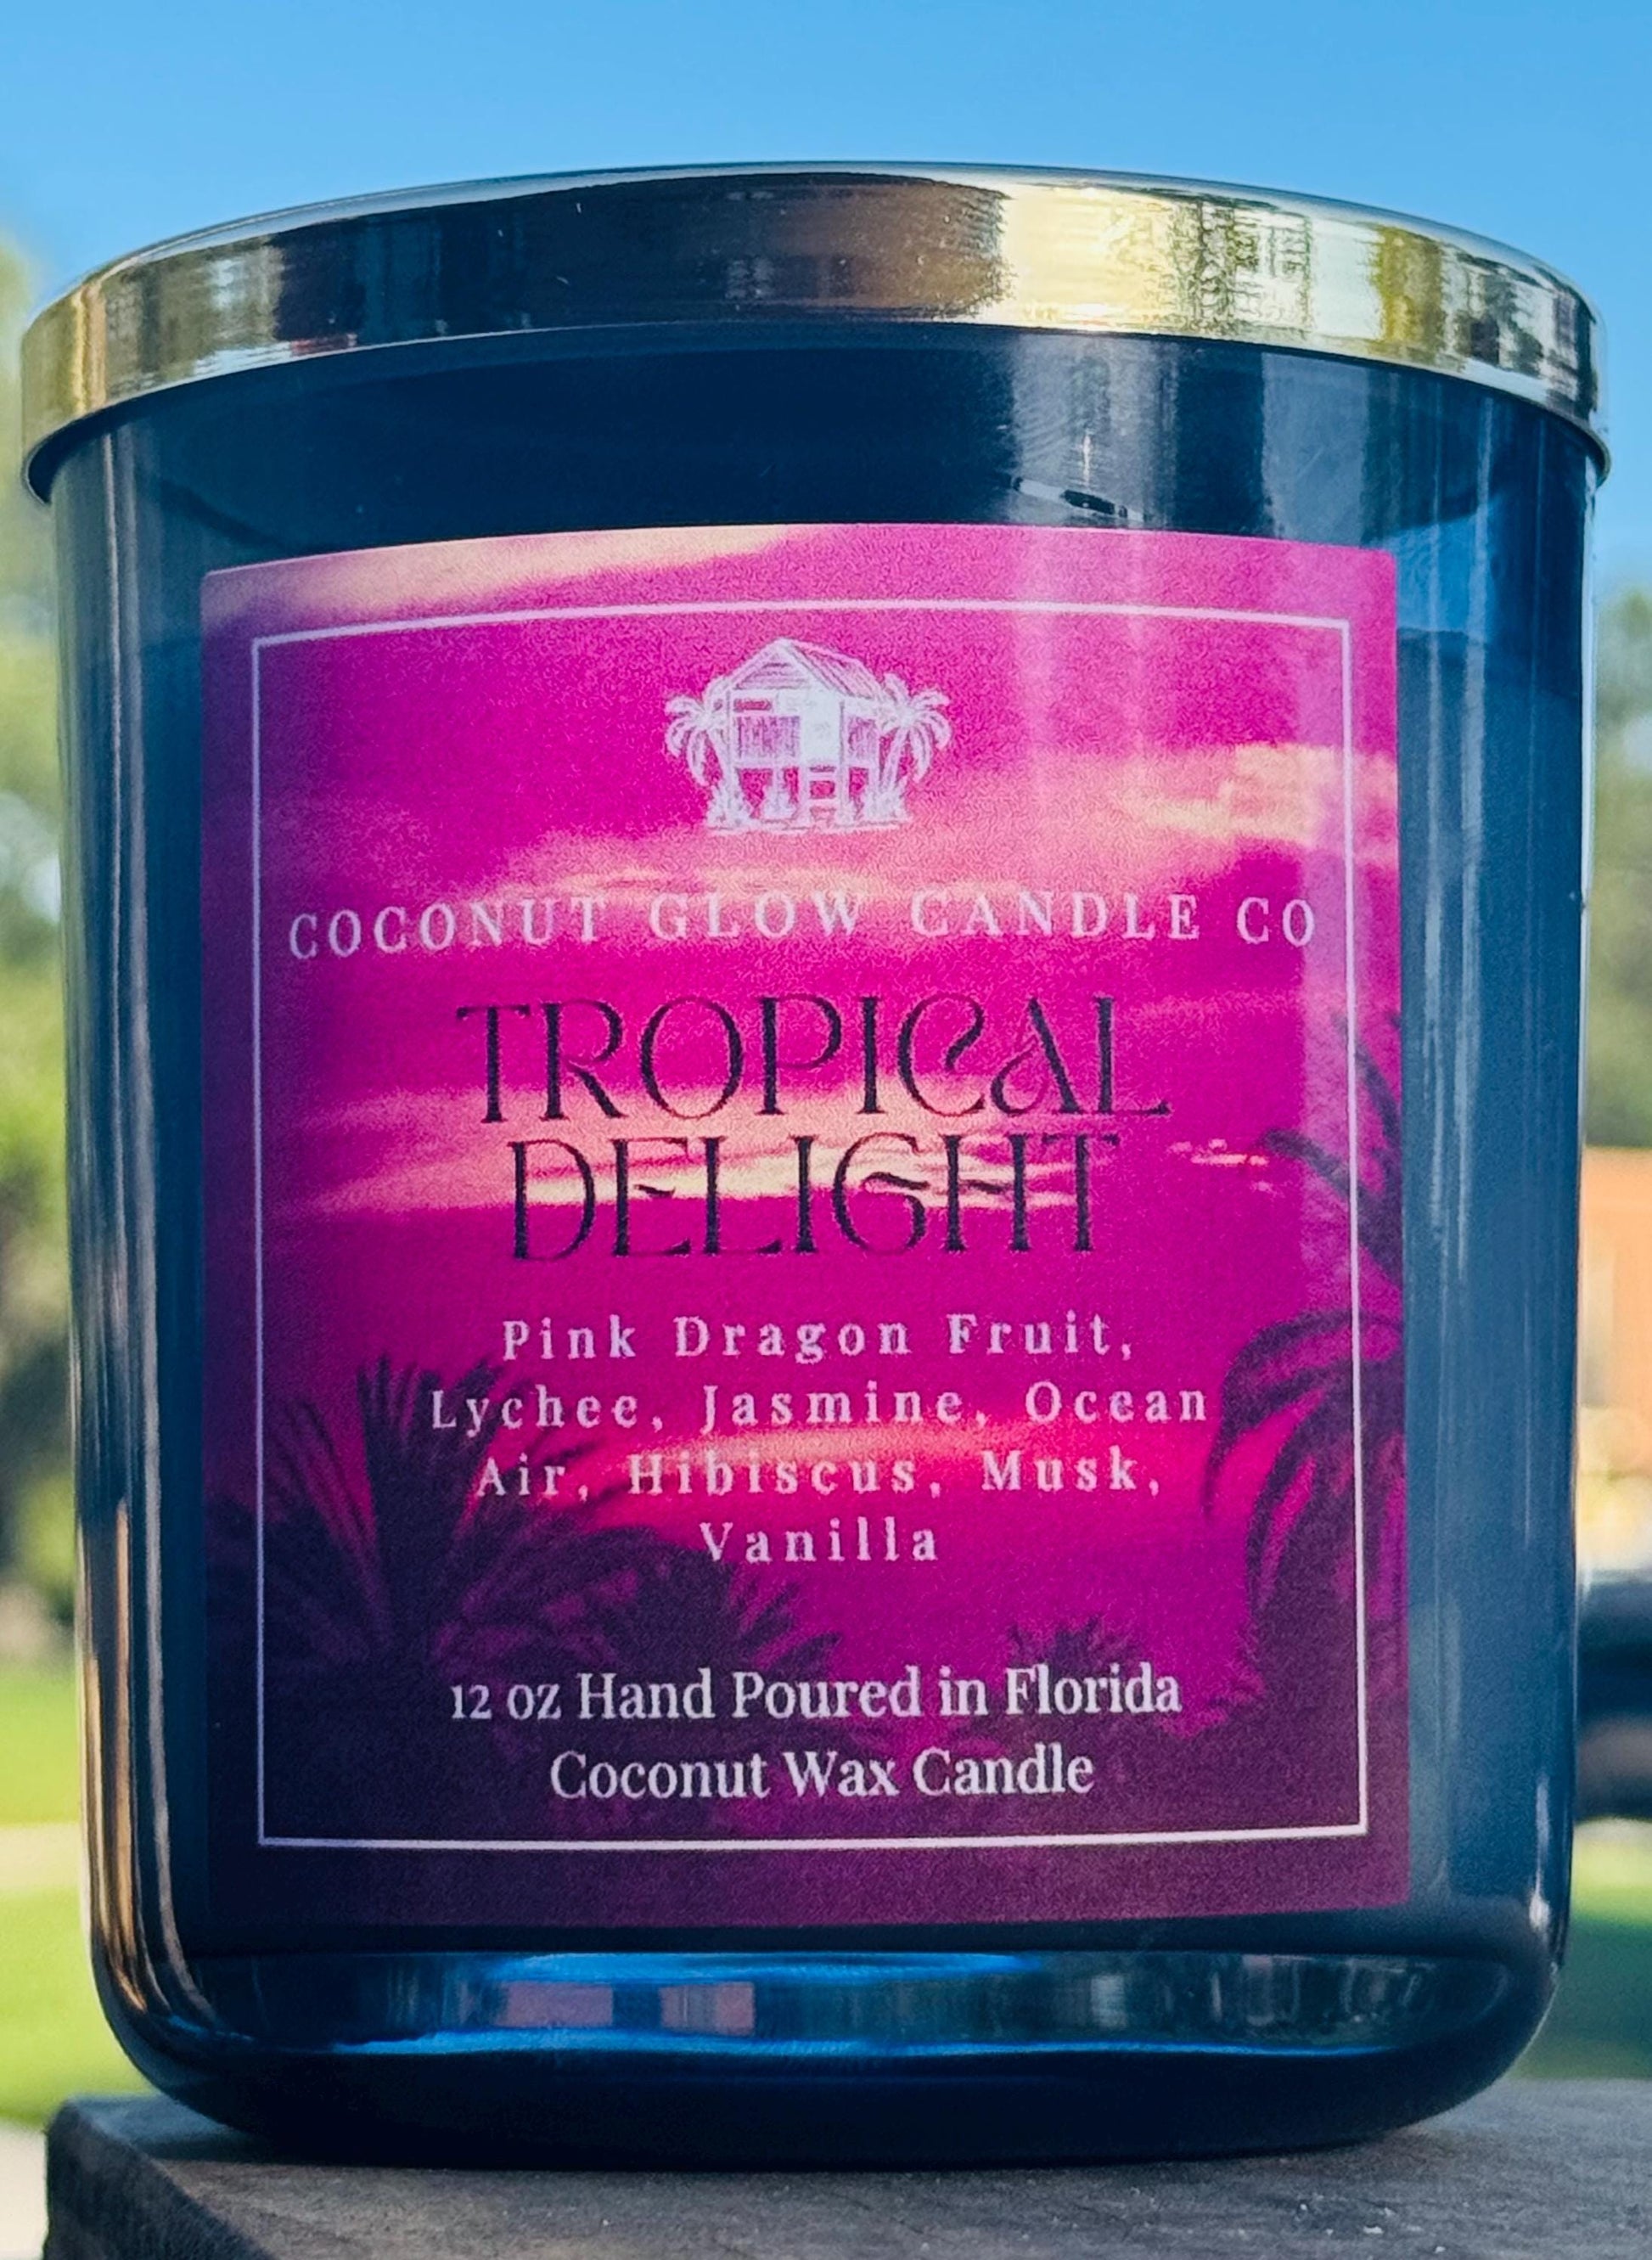 COCONUT GLOW CANDLE CO
TROPICAL
DELIGHT
Pink Dragon Fruit,
Lychee, Jasmine, Ocean
Air, Hibiscus, Musk,
Vanilla
12 oz Hand Poured in Florida
Coconut Wax Candle